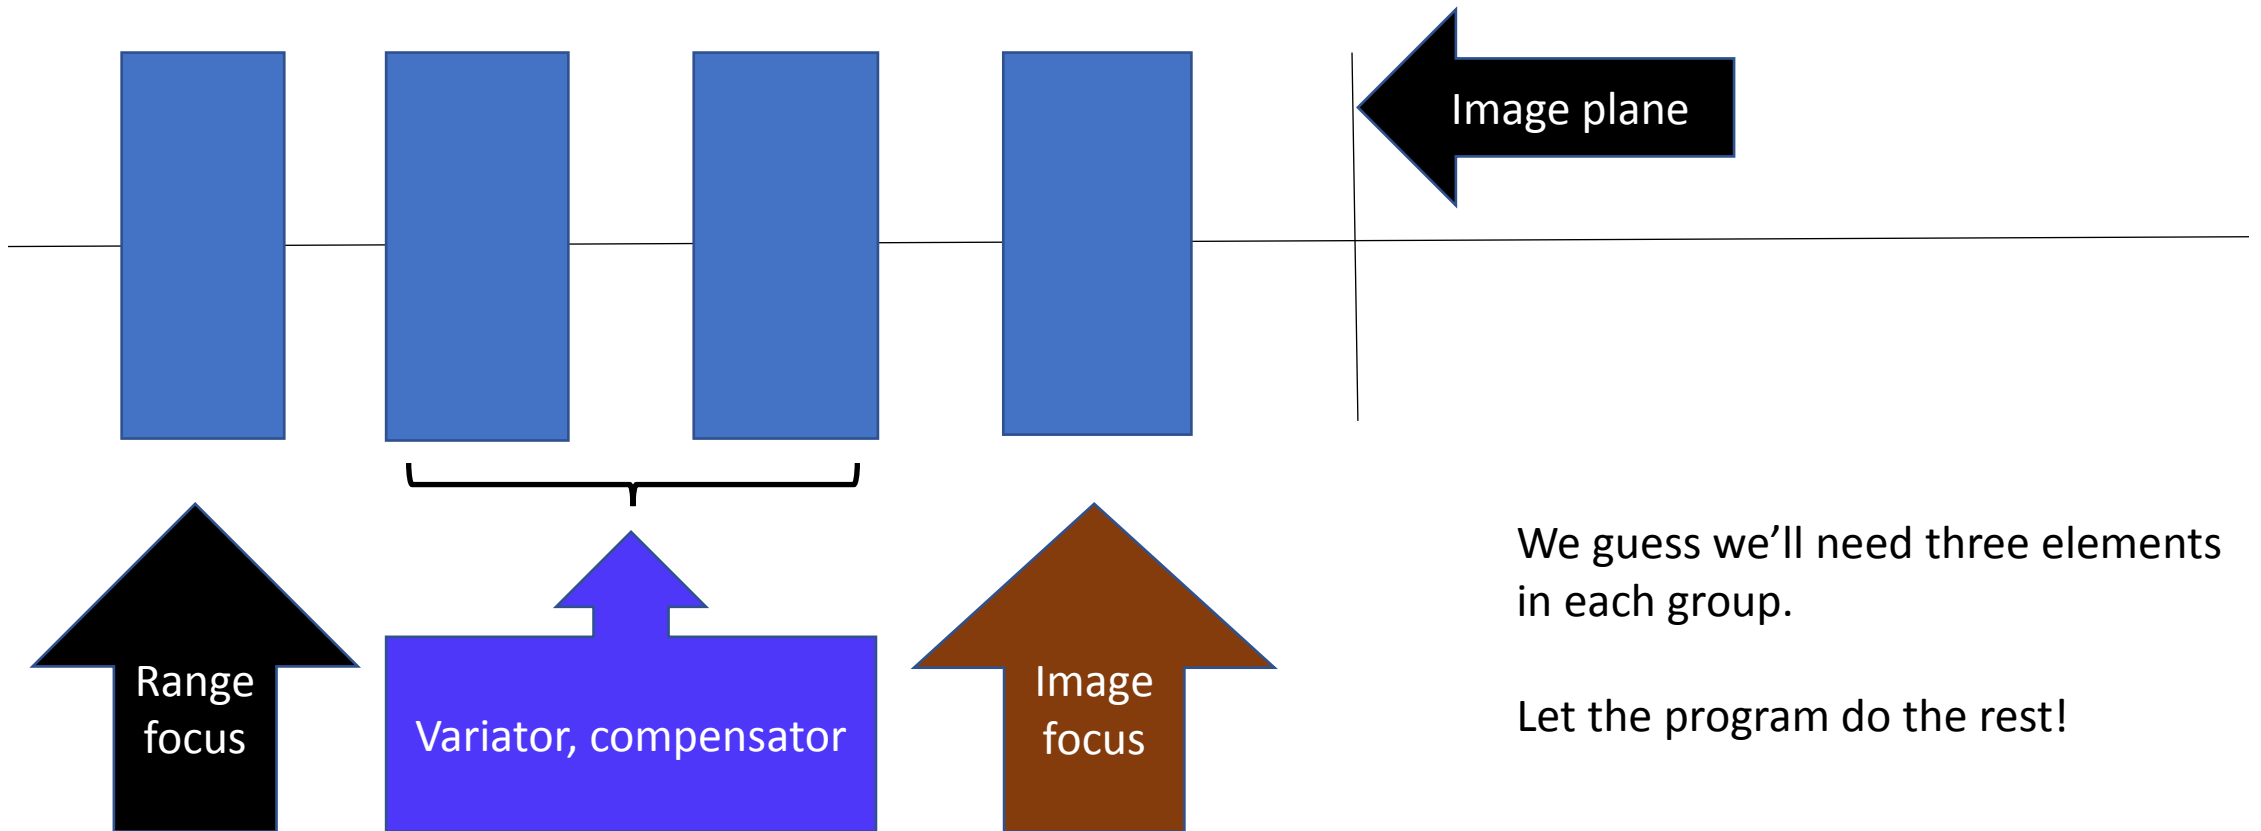 Image plane
Range
focus
Variator, compensator
Image
focus
We guess we’ll need three elements
in each group.
Let the program do the rest!